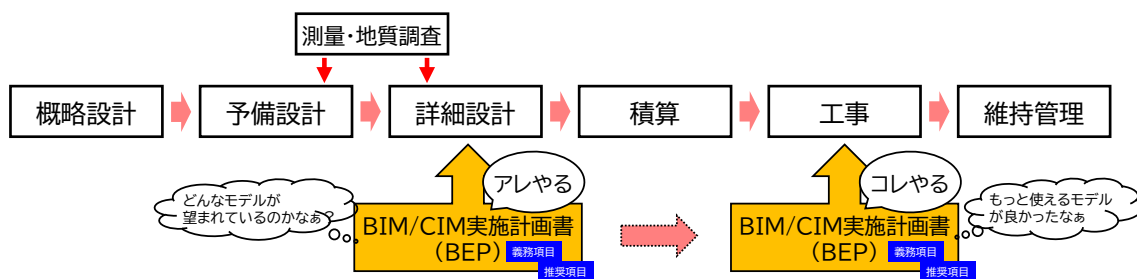 測量・地質調査
概略設計
予備設計
詳細設計
積算
工事
維持管理
どんなモデルが
望まれているのかなぁ?
アレやる
BIM/CIM実施計画書
(BEP)
義務項目
推奨項目
コレやる
もっと使えるモデル
が良かったなぁ
BIM/CIM実施計画書
(BEP)
義務項目
推奨項目